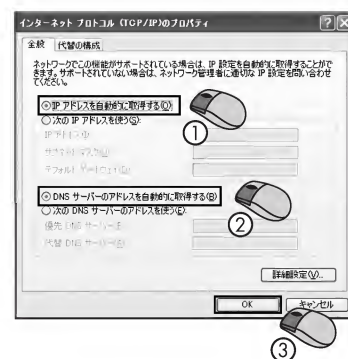 インターネット プロトコル (TCP/IP)のプロパティ
全般 代替の構成
ネットワークでこの機能がサポートされている場合は、IP 設定を自動的に取得することがで
きます。サポートされていない場合は、ネットワーク管理者に適切な IP 設定を問い合わせ
てください。
IP アドレスを自動的に取得する(O)
①
次の IP アドレスを使う(S):
IP アドレス(I):
サブネット マスク(U):
デフォルト ゲートウェイ(D):
DNS サーバーのアドレスを自動的に取得する(B)
次の DNS サーバーのアドレスを使う(E):
②
優先 DNS サーバー(P):
代替 DNS サーバー(A):
詳細設定(V)...
OK キャンセル
③